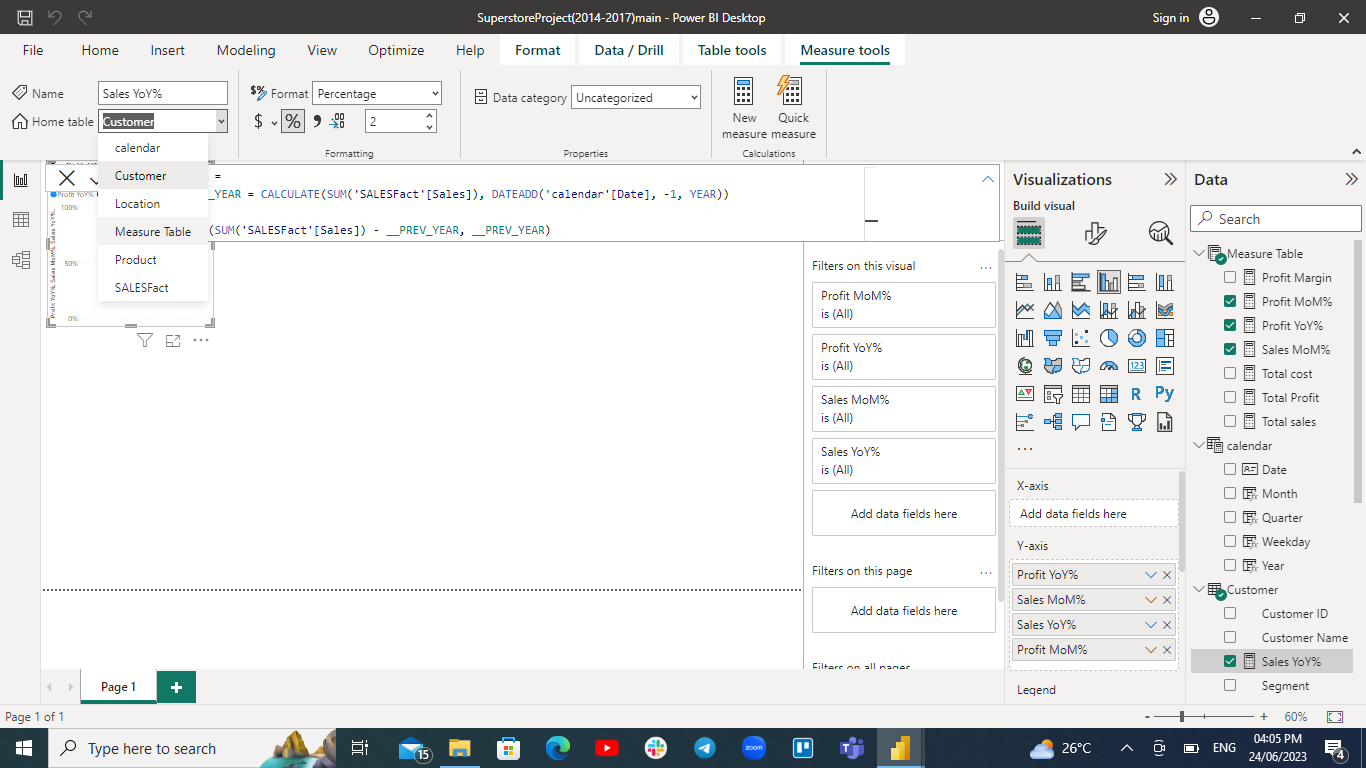 SuperstoreProject(2014-2017)main - Power BI Desktop
Sign in
File
Home
Insert
Modeling
View
Optimize
Help
Format
Data / Drill
Table tools
Measure tools
Name
Sales YoY%
Home table
Customer
$% Format
Percentage
$
%
2
Formatting
Data category
Uncategorized
Properties
New measure
Quick measure
Calculations
calendar
Customer
Location
Measure Table
Product
SALESFact
=
_YEAR = CALCULATE(SUM('SALESFact'[Sales]), DATEADD('calendar'[Date], -1, YEAR))
(SUM('SALESFact'[Sales]) - __PREV_YEAR, __PREV_YEAR)
Profit YoY%
100%
50%
0%
Profit YoY%, Sales MoM%, Sales YoY%...
Filters on this visual
...
Profit MoM%
is (All)
Profit YoY%
is (All)
Sales MoM%
is (All)
Sales YoY%
is (All)
Add data fields here
Filters on this page
...
Add data fields here
Filters on all pages
Visualizations
Build visual
123
R
Py
...
X-axis
Add data fields here
Y-axis
Profit YoY%
Sales MoM%
Sales YoY%
Profit MoM%
Legend
Data
Search
Measure Table
Profit Margin
Profit MoM%
Profit YoY%
Sales MoM%
Total cost
Total Profit
Total sales
calendar
Date
Month
Quarter
Weekday
Year
Customer
Customer ID
Customer Name
Sales YoY%
Segment
Page 1
+
Page 1 of 1
-
+
60%
Type here to search
15
zoom
26°C
ENG
04:05 PM
24/06/2023
4